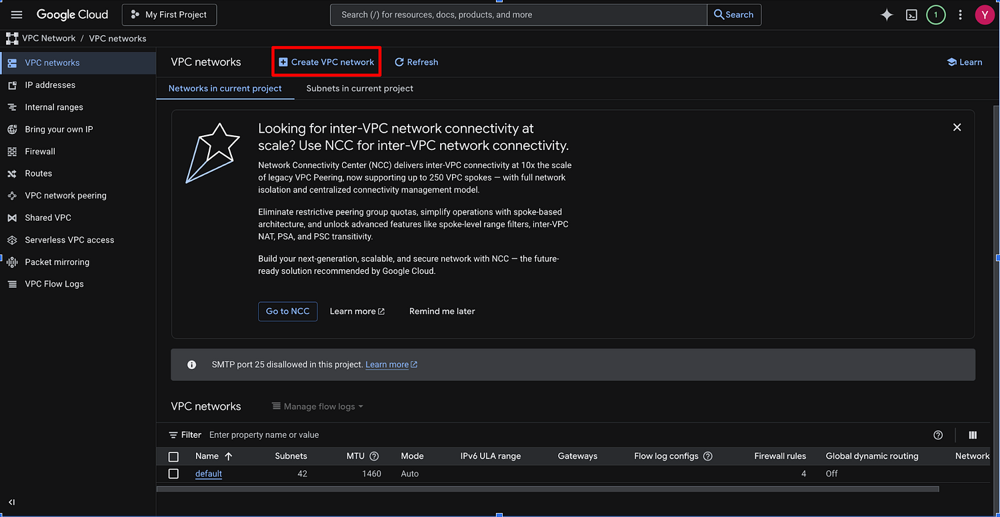 Google Cloud
My First Project
Search (/) for resources, docs, products, and more
Search
1
Y
VPC Network / VPC networks
VPC networks
IP addresses
Internal ranges
Bring your own IP
Firewall
Routes
VPC network peering
Shared VPC
Serverless VPC access
Packet mirroring
VPC Flow Logs
VPC networks
Create VPC network
Refresh
Learn
Networks in current project
Subnets in current project
Looking for inter-VPC network connectivity at
scale? Use NCC for inter-VPC network connectivity.
Network Connectivity Center (NCC) delivers inter-VPC connectivity at 10x the scale
of legacy VPC Peering, now supporting up to 250 VPC spokes — with full network
isolation and centralized connectivity management model.
Eliminate restrictive peering group quotas, simplify operations with spoke-based
architecture, and unlock advanced features like spoke-level range filters, inter-VPC
NAT, PSA, and PSC transitivity.
Build your next-generation, scalable, and secure network with NCC — the future-
ready solution recommended by Google Cloud.
Go to NCC
Learn more
Remind me later
SMTP port 25 disallowed in this project. Learn more
VPC networks
Manage flow logs
Filter Enter property name or value
Name Subnets MTU Mode IPv6 ULA range Gateways Flow log configs Firewall rules Global dynamic routing Network
default 42 1460 Auto 4 Off